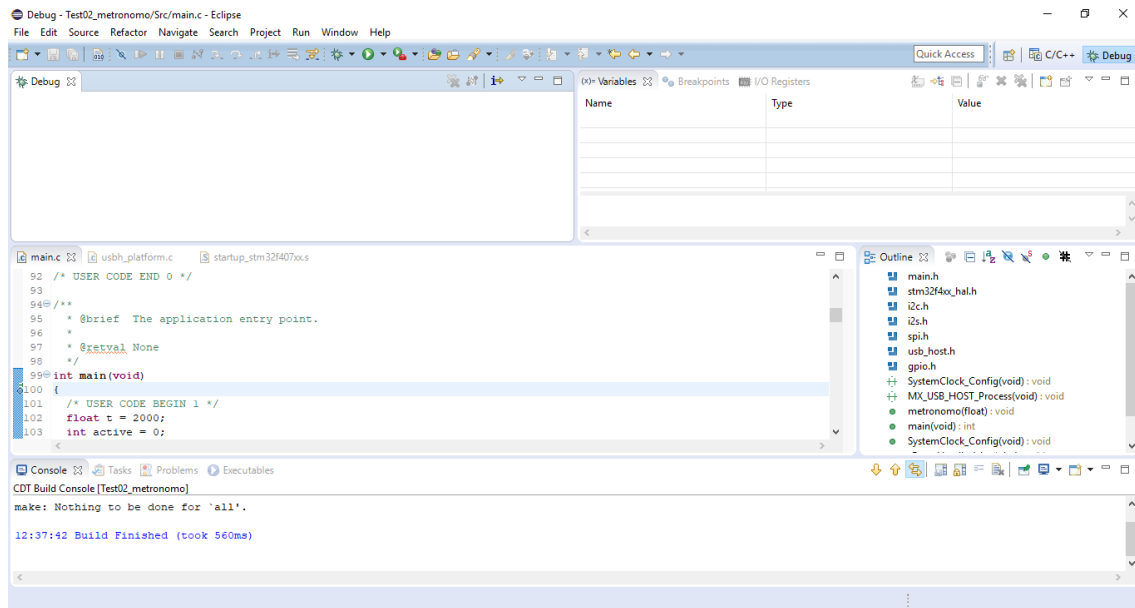 Debug - Test02_metronomo/Src/main.c - Eclipse
File Edit Source Refactor Navigate Search Project Run Window Help
Quick Access C/C++ Debug
Debug
(x)= Variables Breakpoints I/O Registers
Name Type Value
main.c usbh_platform.c startup_stm32f407xx.s
92 /* USER CODE END 0 */
93
94 /**
95 * @brief The application entry point.
96 *
97 * @retval None
98 */
99 int main(void)
100 {
101 /* USER CODE BEGIN 1 */
102 float t = 2000;
103 int active = 0;
Outline
main.h
stm32f4xx_hal.h
i2c.h
i2s.h
spi.h
usb_host.h
gpio.h
SystemClock_Config(void) : void
MX_USB_HOST_Process(void) : void
metronomo(float) : void
main(void) : int
SystemClock_Config(void) : void
Console Tasks Problems Executables
CDT Build Console [Test02_metronomo]
make: Nothing to be done for `all'.
12:37:42 Build Finished (took 560ms)